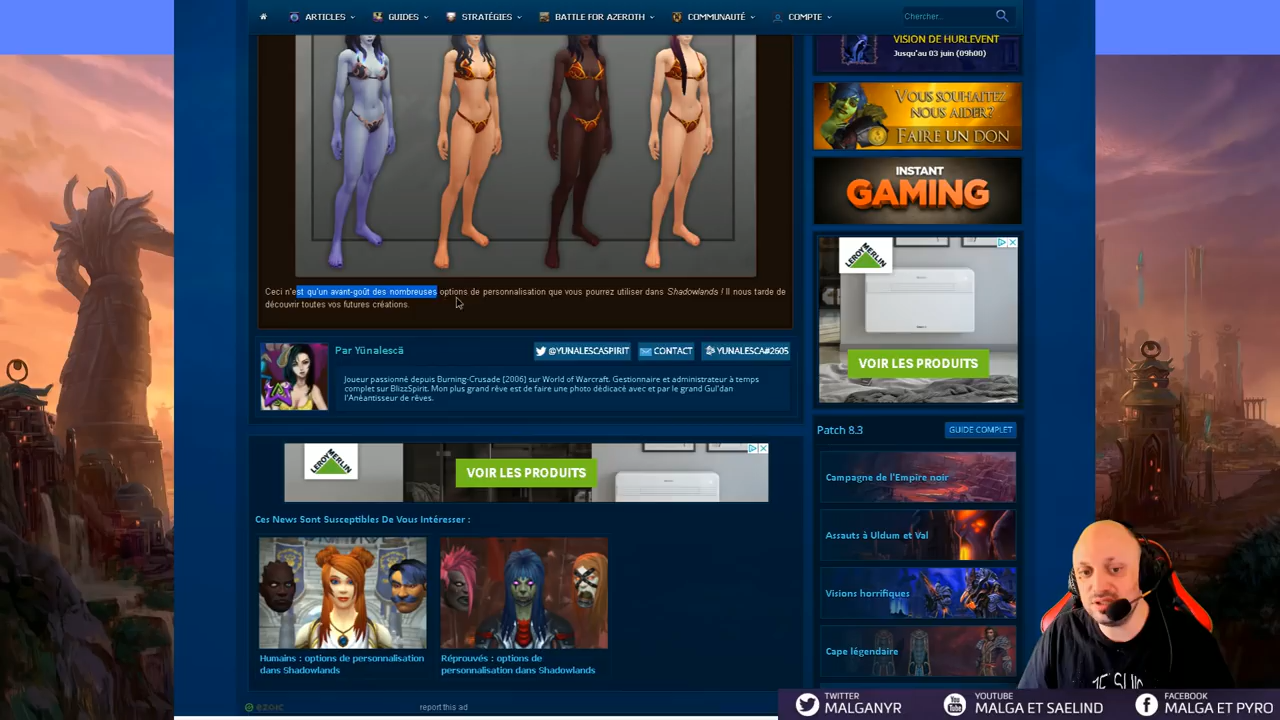 ARTICLES
GUIDES
STRATÉGIES
BATTLE FOR AZEROTH
COMMUNAUTÉ
COMPTE
Chercher...
VISION DE HURLEVENT
Jusqu'au 03 juin (09h00)
VOUS SOUHAITEZ
NOUS AIDER?
FAIRE UN DON
INSTANT
GAMING
Ceci n'est qu'un avant-goût des nombreuses options de personnalisation que vous pourrez utiliser dans Shadowlands ! Il nous tarde de
découvrir toutes vos futures créations.
LEROY MERLIN
VOIR LES PRODUITS
Par Yünalescä
@YUNALESCASPIRIT
CONTACT
YUNALESCA#2605
Joueur passionné depuis Burning-Crusade [2006] sur World of Warcraft. Gestionnaire et administrateur à temps
complet sur BlizzSpirit. Mon plus grand rêve est de faire une photo dédicacé avec et par le grand Gul'dan
l'Anéantisseur de rêves.
Patch 8.3
GUIDE COMPLET
LEROY MERLIN
VOIR LES PRODUITS
Campagne de l'Empire noir
Ces News Sont Susceptibles De Vous Intéresser :
Assauts à Uldum et Val
Visions horrifiques
Cape légendaire
Humains : options de personnalisation
dans Shadowlands
Réprouvés : options de
personnalisation dans Shadowlands
report this ad
TWITTER
MALGANYR
YOUTUBE
MALGA ET SAELIND
FACEBOOK
MALGA ET PYRO